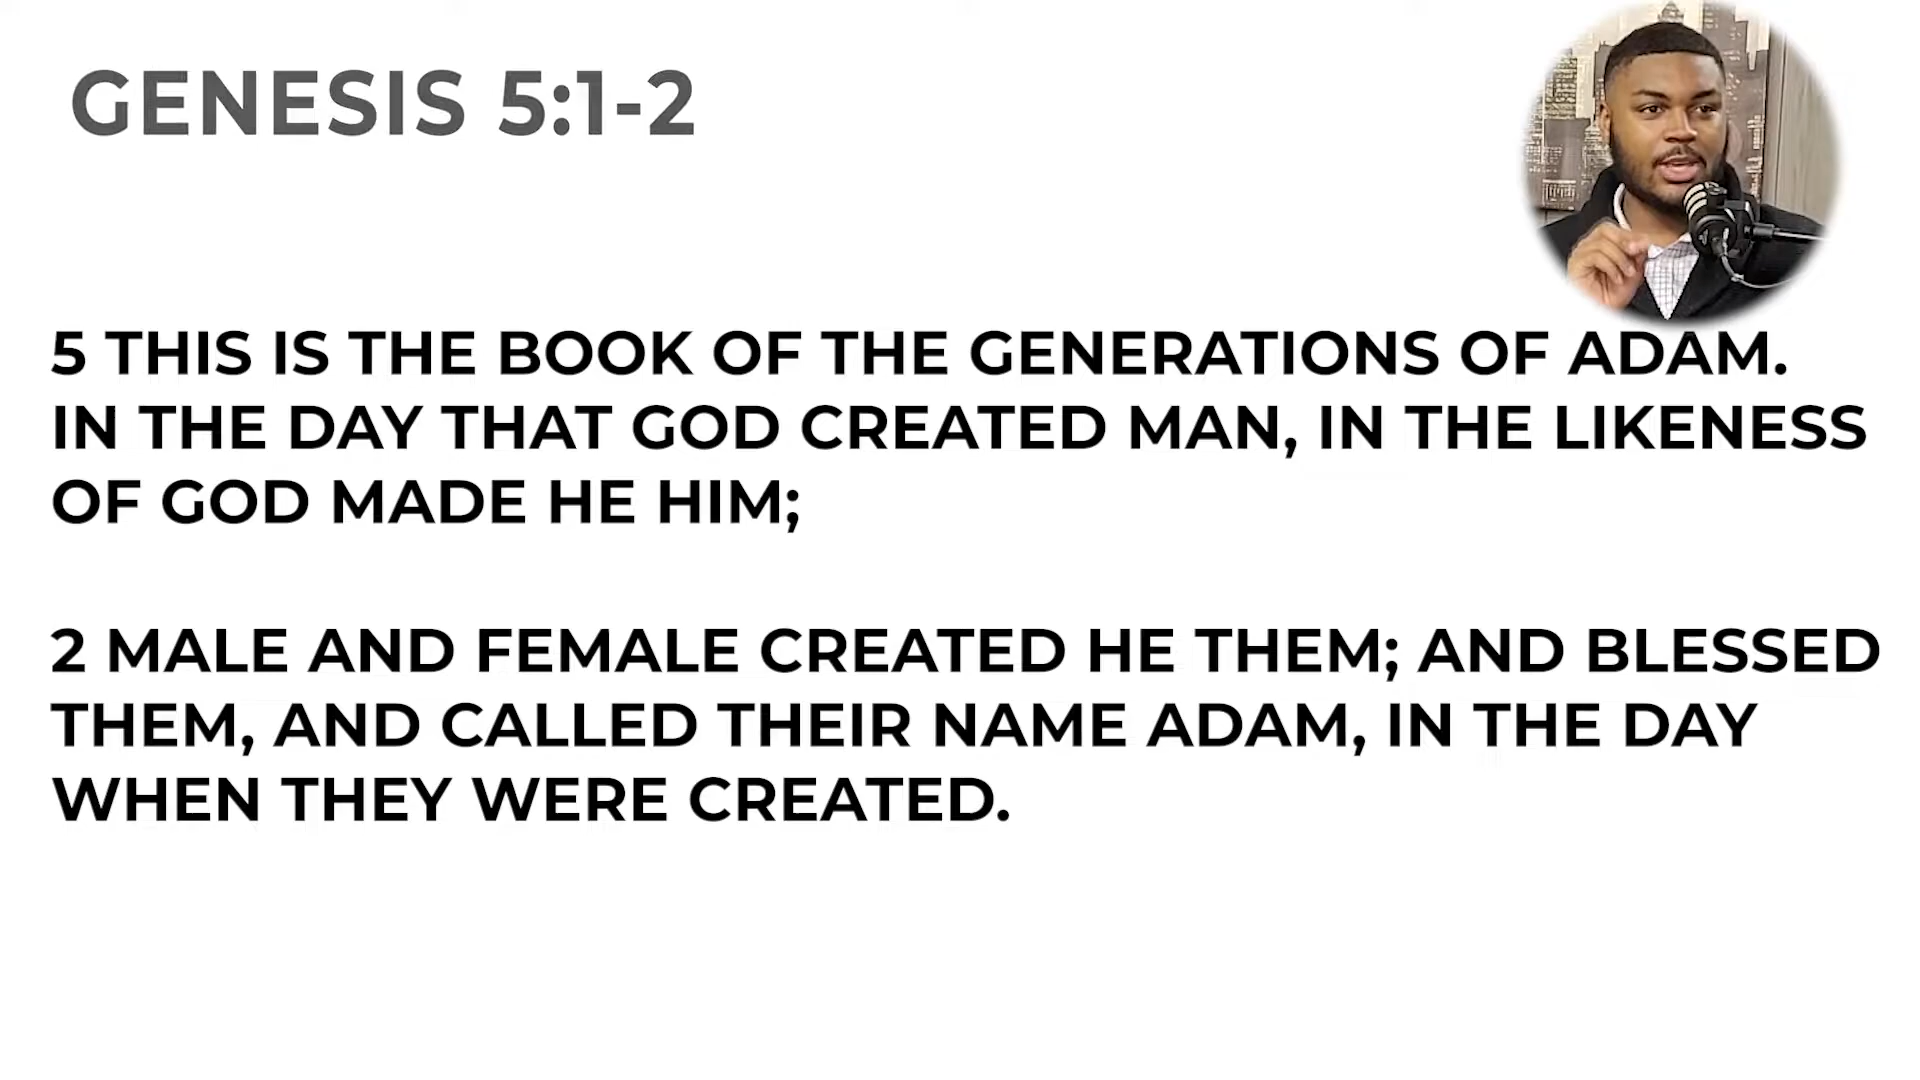 GENESIS 5:1-2
5 THIS IS THE BOOK OF THE GENERATIONS OF ADAM.
IN THE DAY THAT GOD CREATED MAN, IN THE LIKENESS
OF GOD MADE HE HIM;
2 MALE AND FEMALE CREATED HE THEM; AND BLESSED
THEM, AND CALLED THEIR NAME ADAM, IN THE DAY
WHEN THEY WERE CREATED.